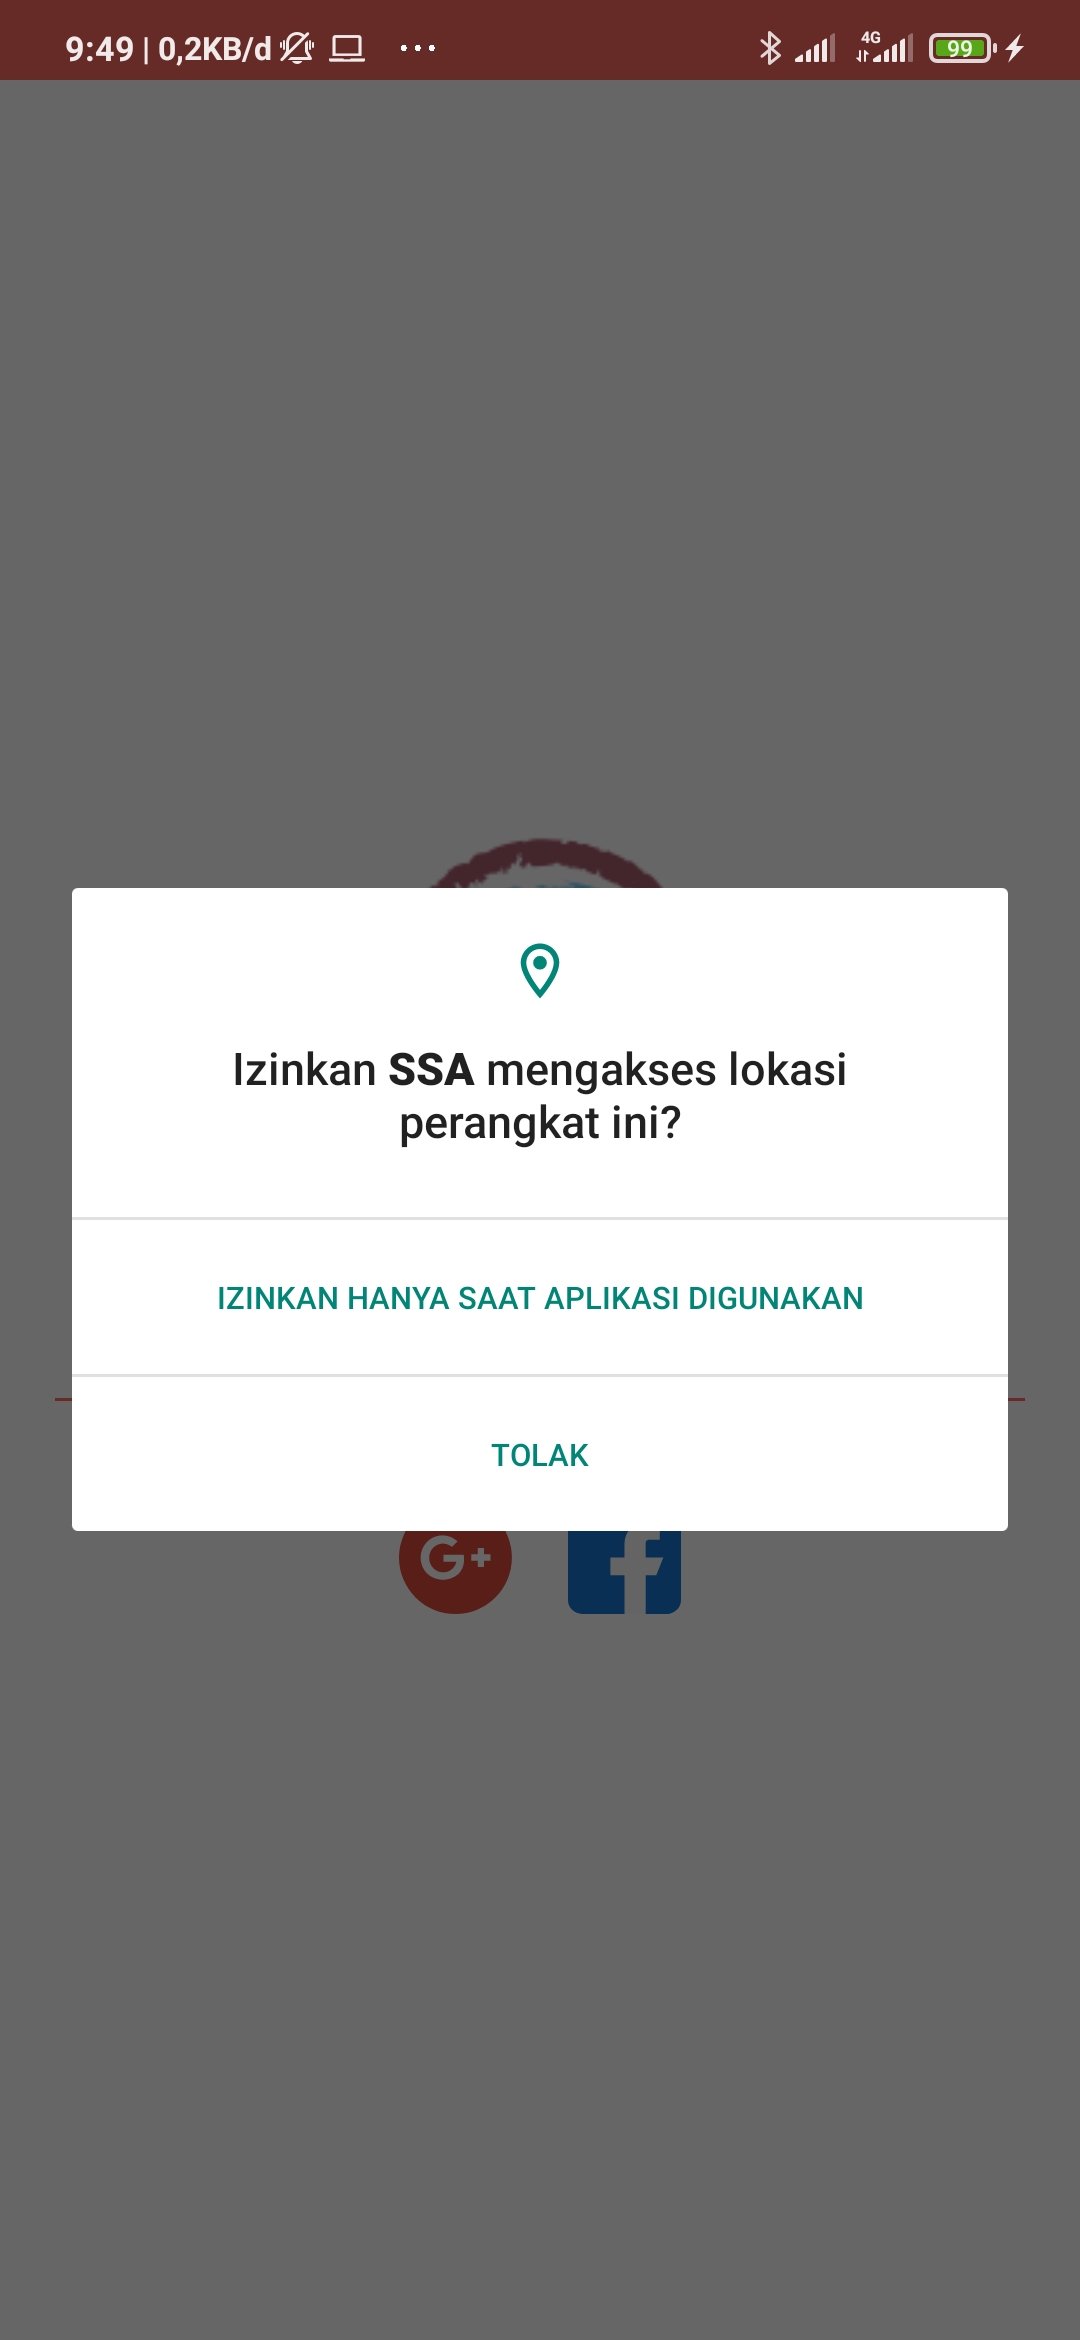 9:49 | 0,2KB/d
4G
99
Izinkan SSA mengakses lokasi
perangkat ini?
IZINKAN HANYA SAAT APLIKASI DIGUNAKAN
TOLAK
G+
f